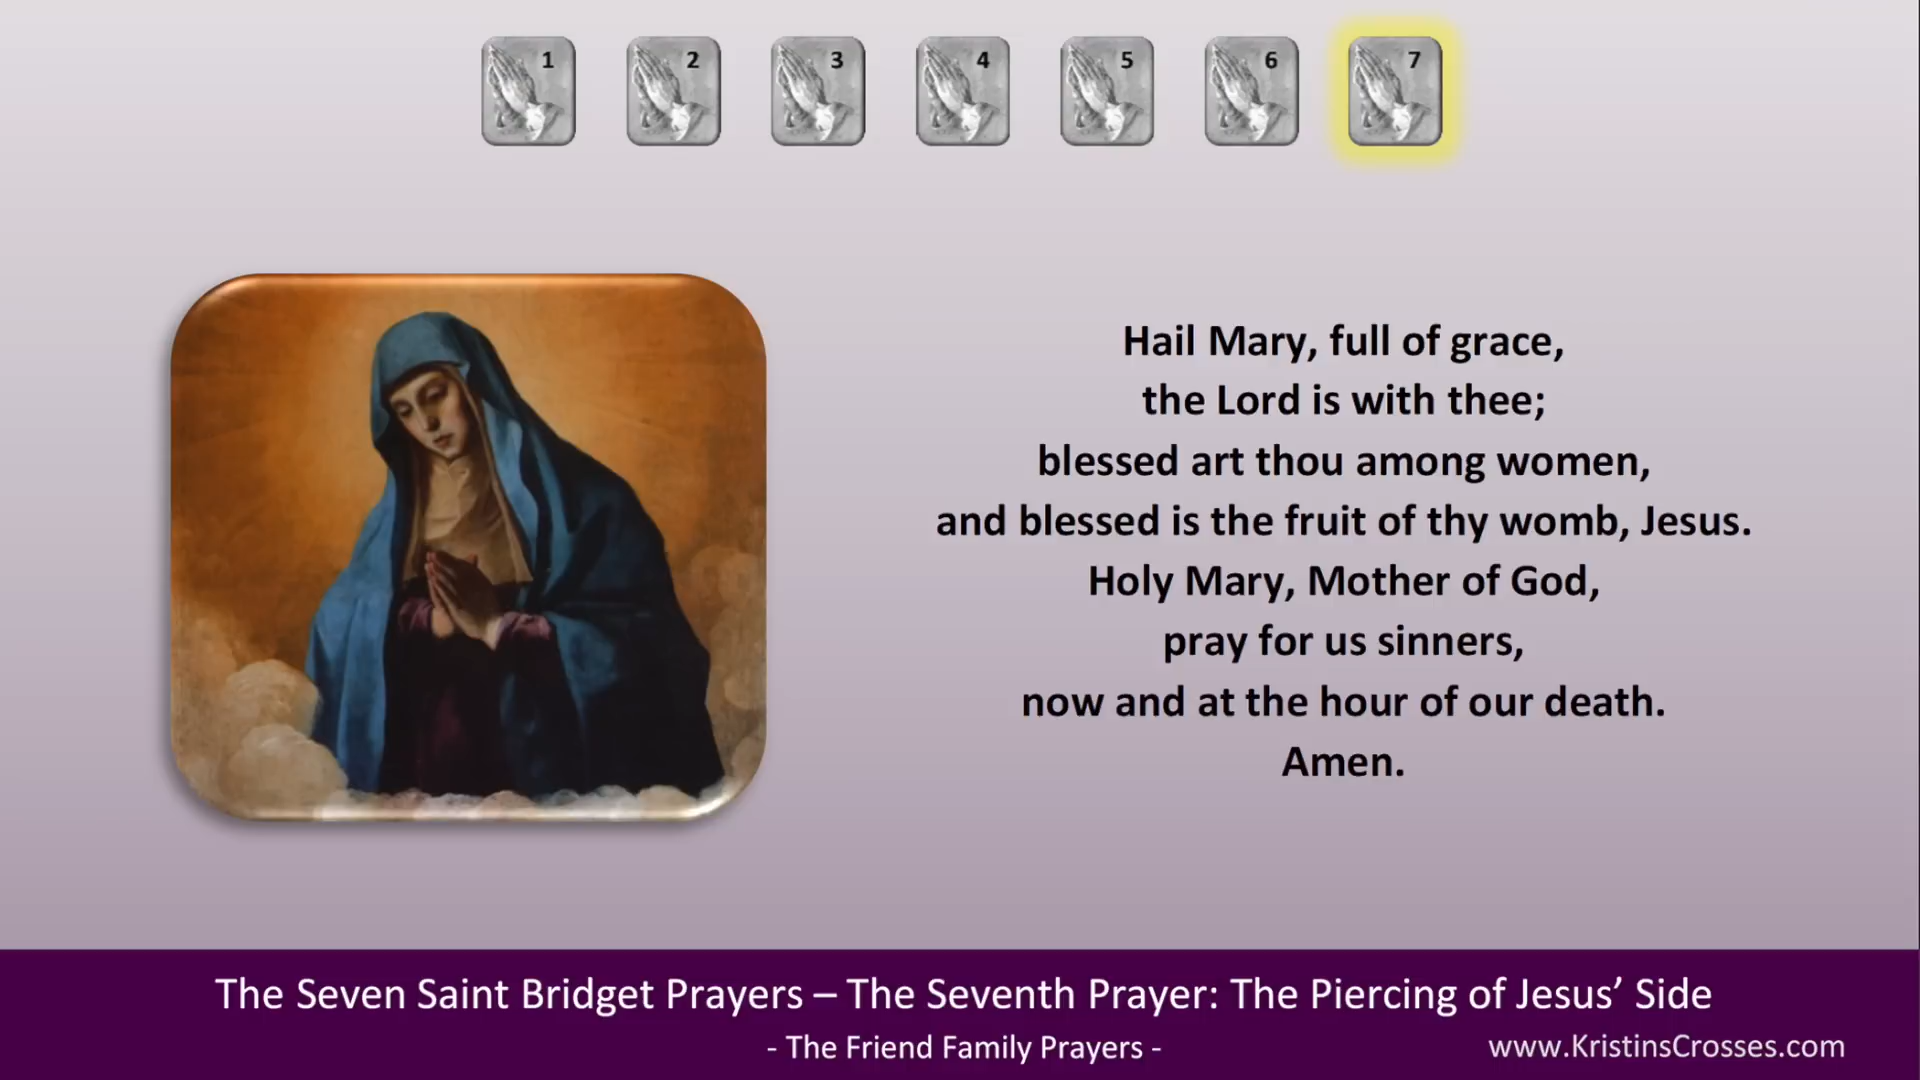 1 2 3 4 5 6 7
Hail Mary, full of grace,
the Lord is with thee;
blessed art thou among women,
and blessed is the fruit of thy womb, Jesus.
Holy Mary, Mother of God,
pray for us sinners,
now and at the hour of our death.
Amen.
The Seven Saint Bridget Prayers – The Seventh Prayer: The Piercing of Jesus’ Side
- The Friend Family Prayers -
www.KristinsCrosses.com